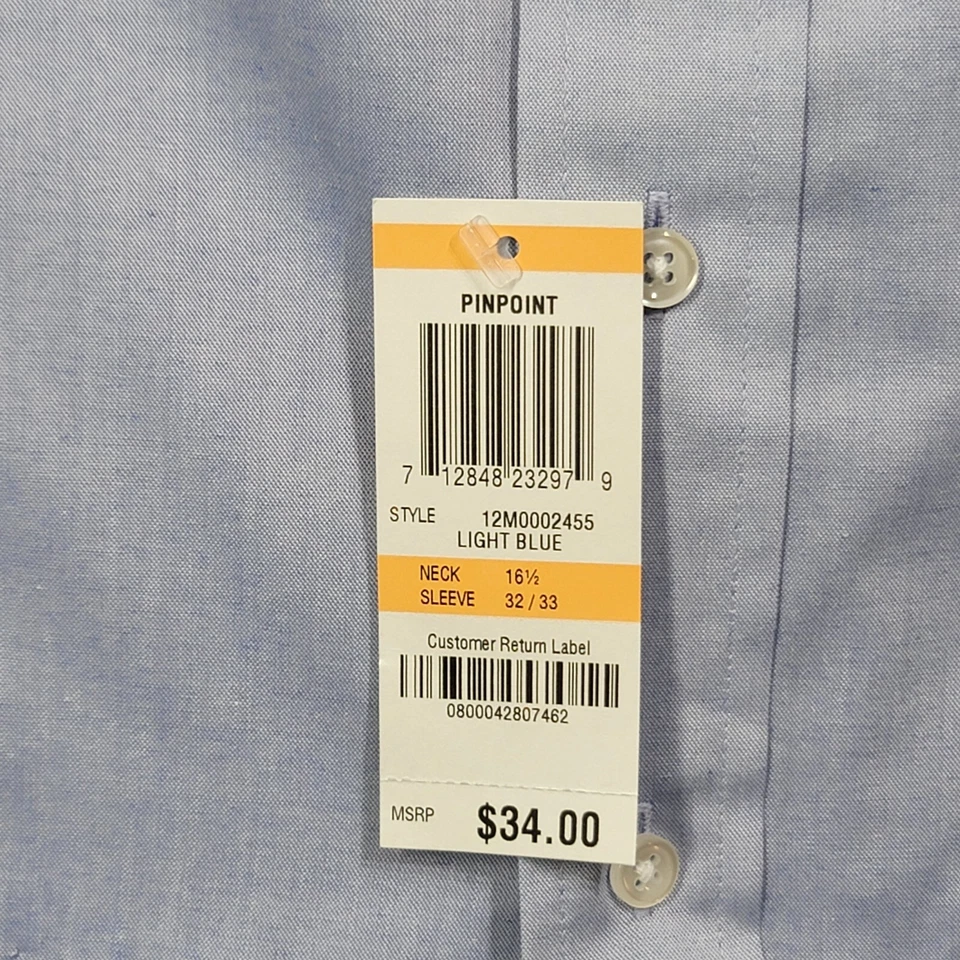 PINPOINT
7 12848 23297 9
STYLE 12M0002455
LIGHT BLUE
NECK 16½
SLEEVE 32 / 33
Customer Return Label
0800042807462
MSRP $34.00